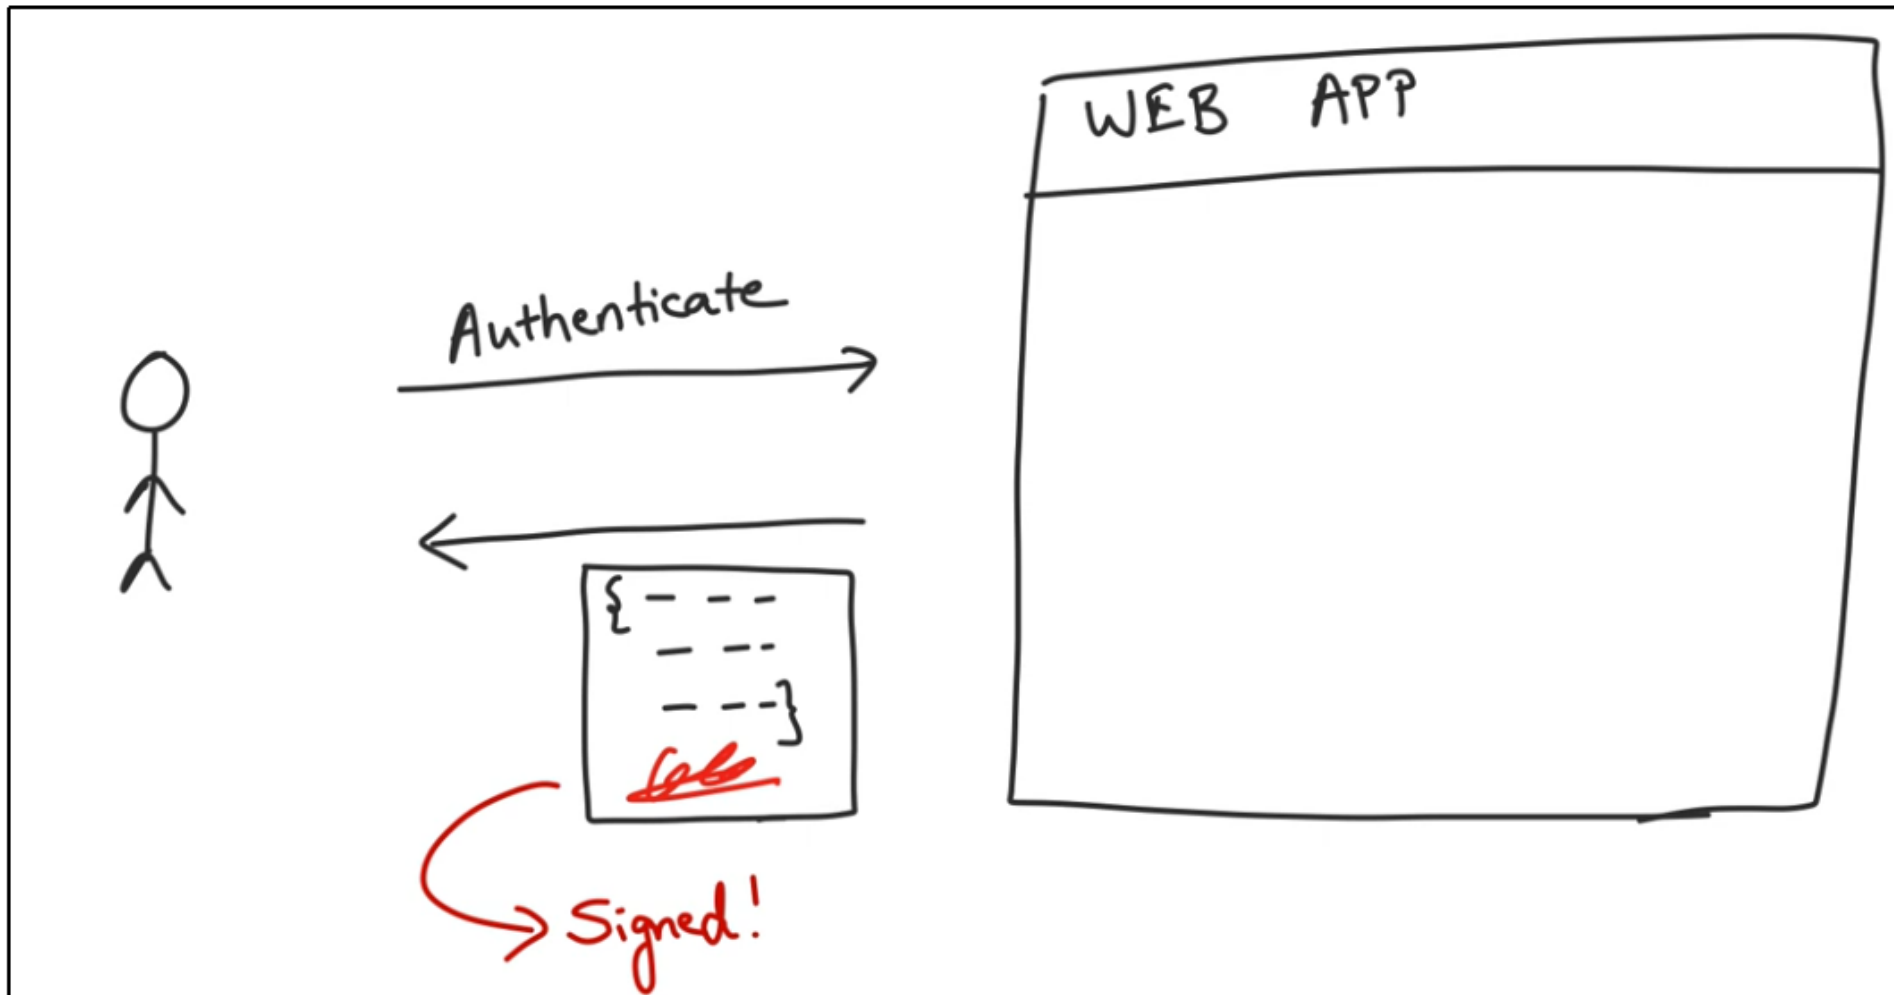 WEB APP
Authenticate
{ — - -
— - -
— - - }
Signed!